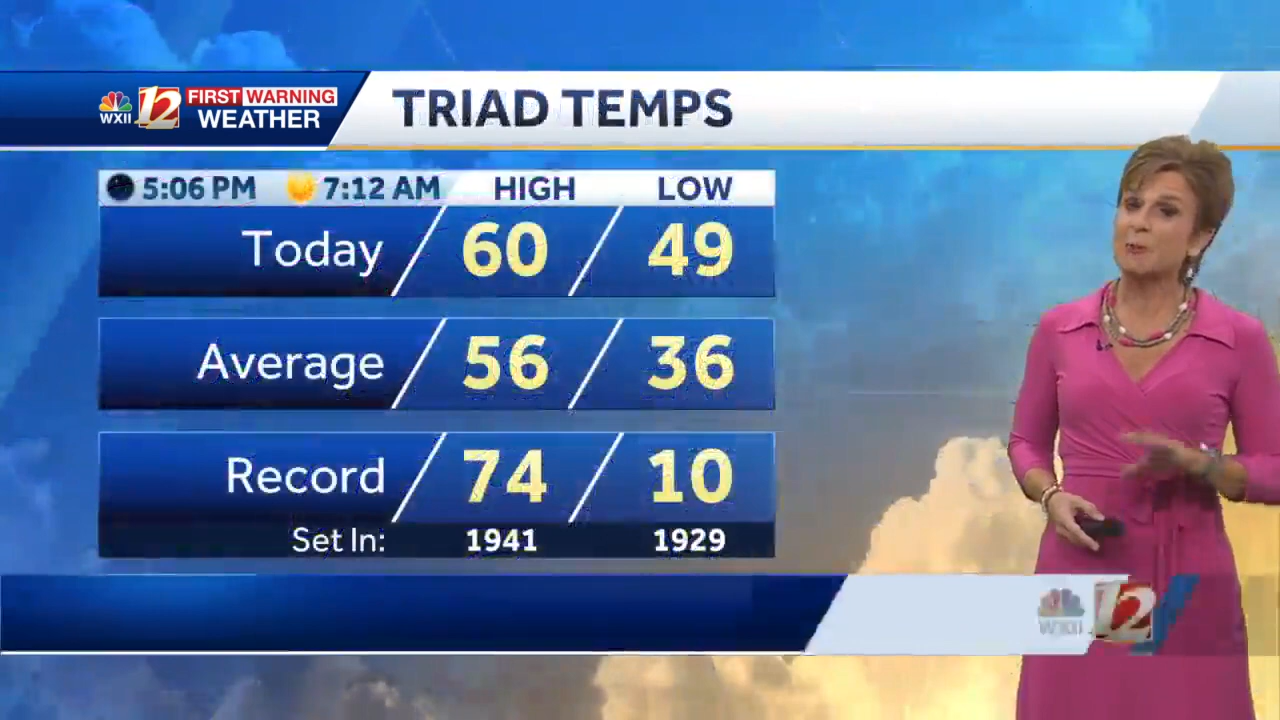 WXII 12 FIRST WARNING
WEATHER
TRIAD TEMPS
5:06 PM 7:12 AM HIGH LOW
Today 60 49
Average 56 36
Record 74 10
Set In: 1941 1929
WXII 12